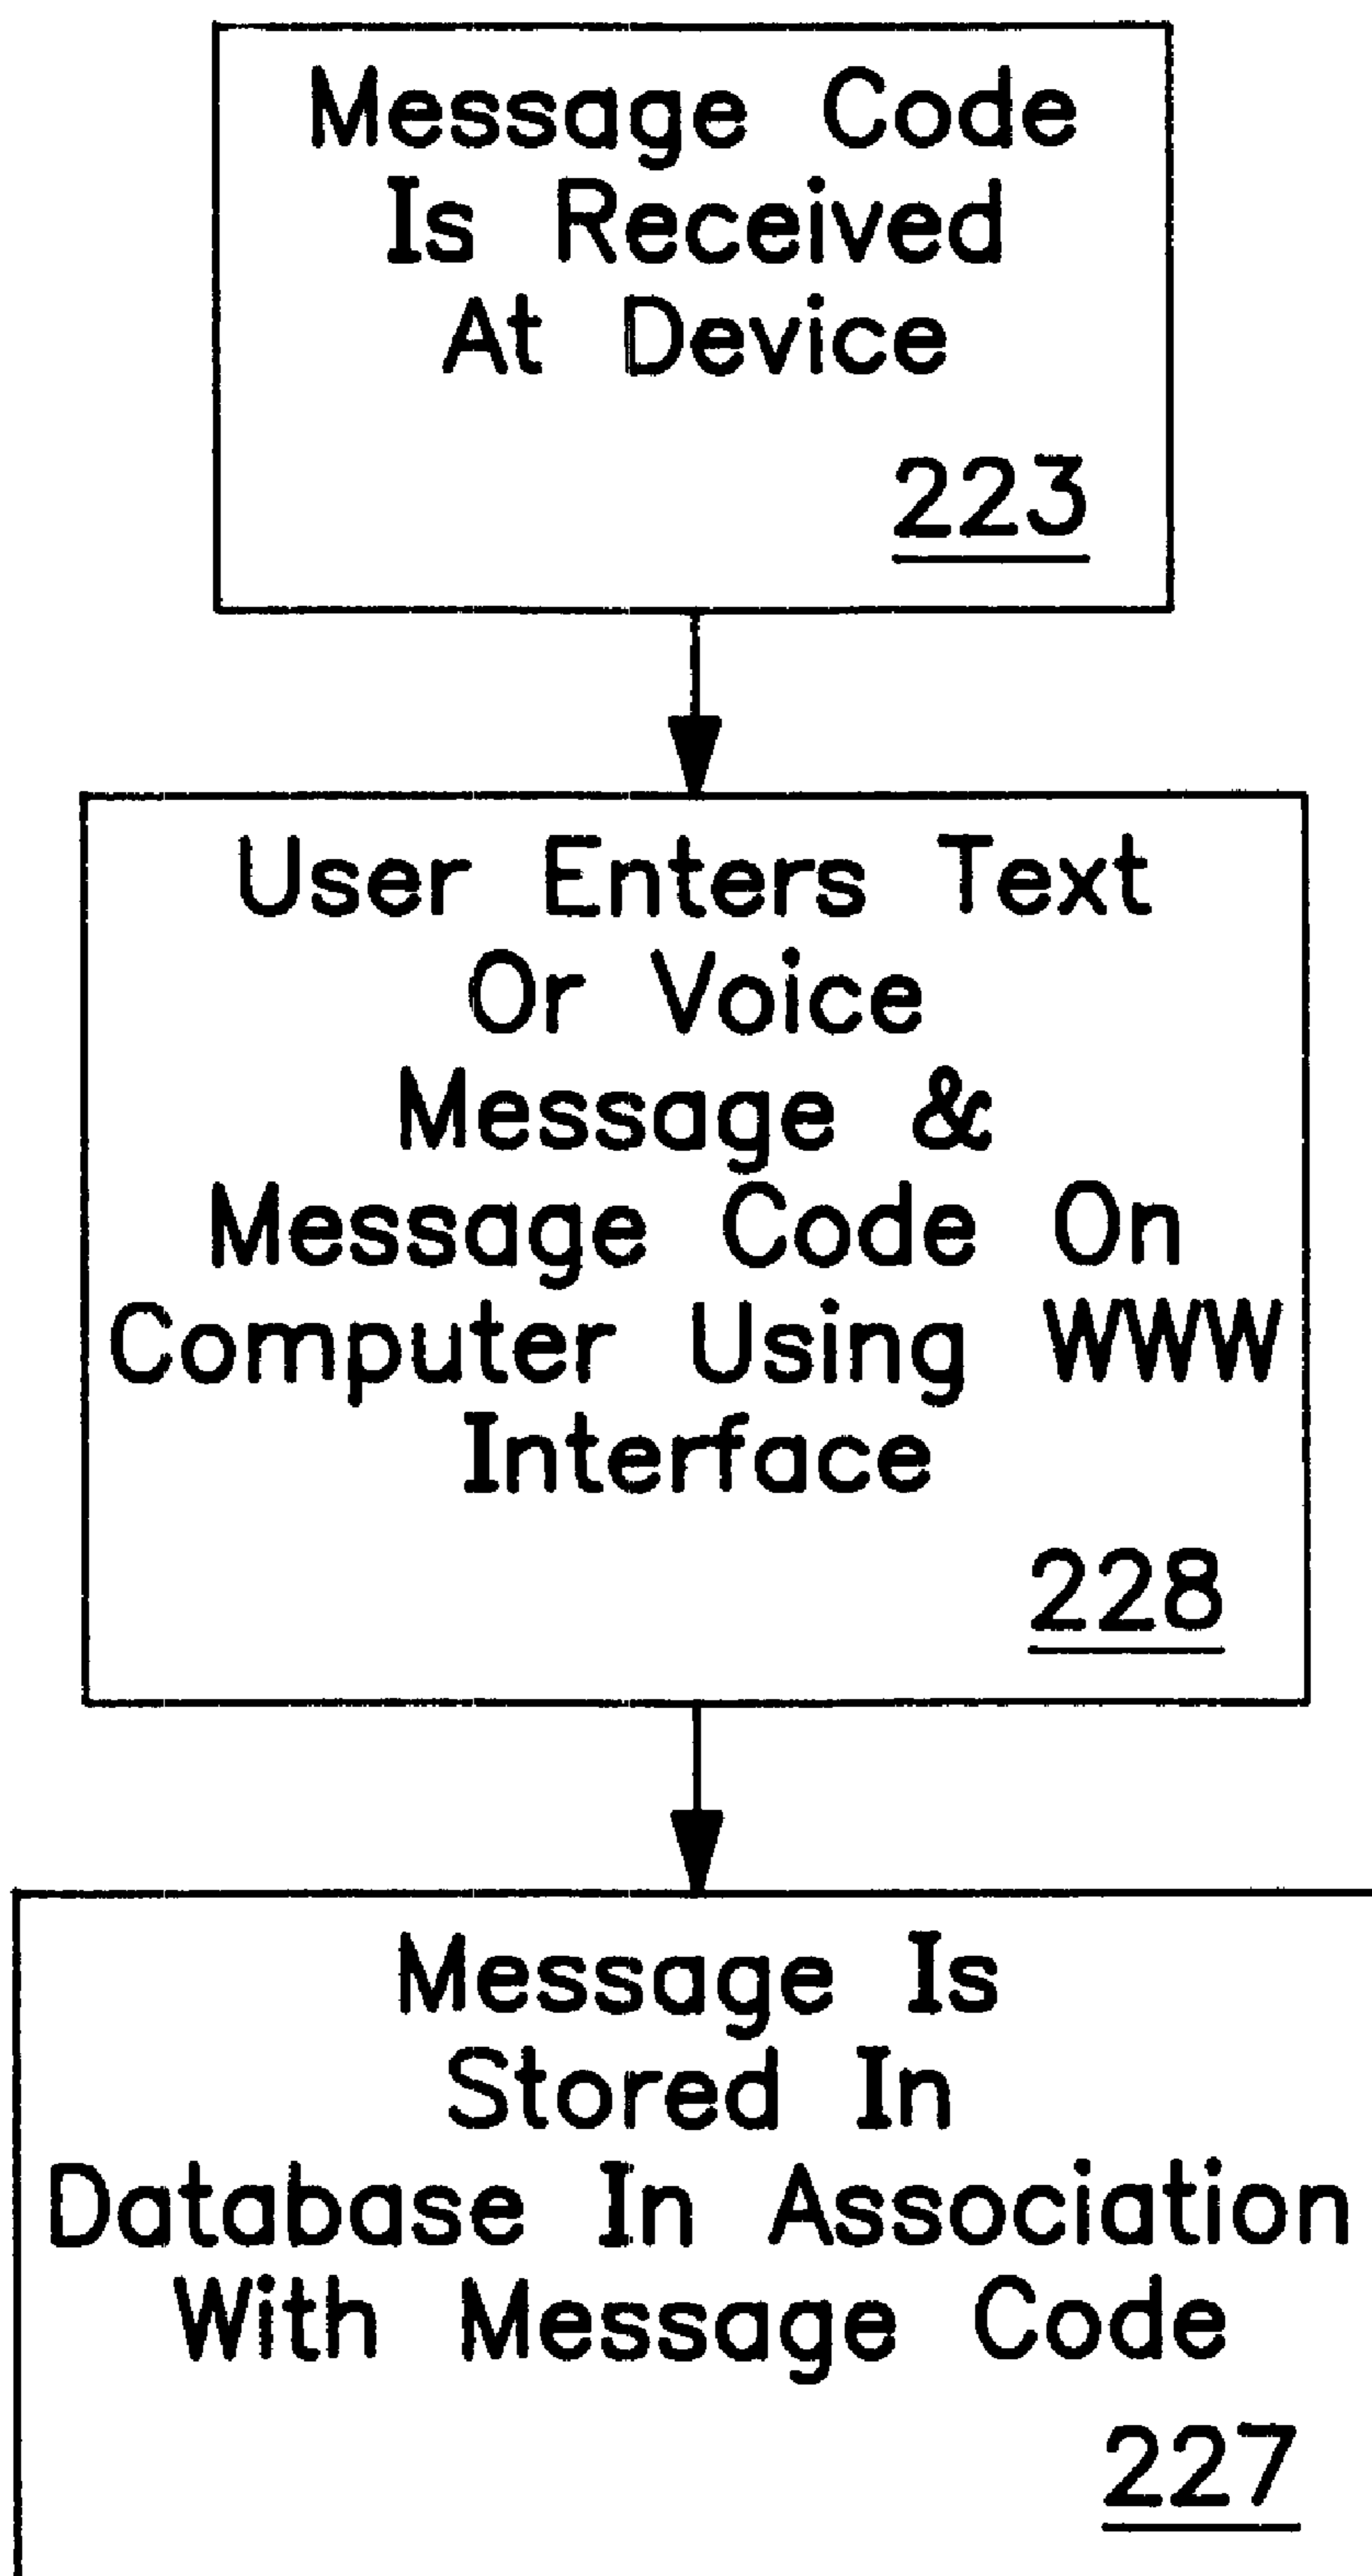 Message Code
Is Received
At Device
223
User Enters Text
Or Voice
Message &
Message Code On
Computer Using WWW
Interface
228
Message Is
Stored In
Database In Association
With Message Code
227